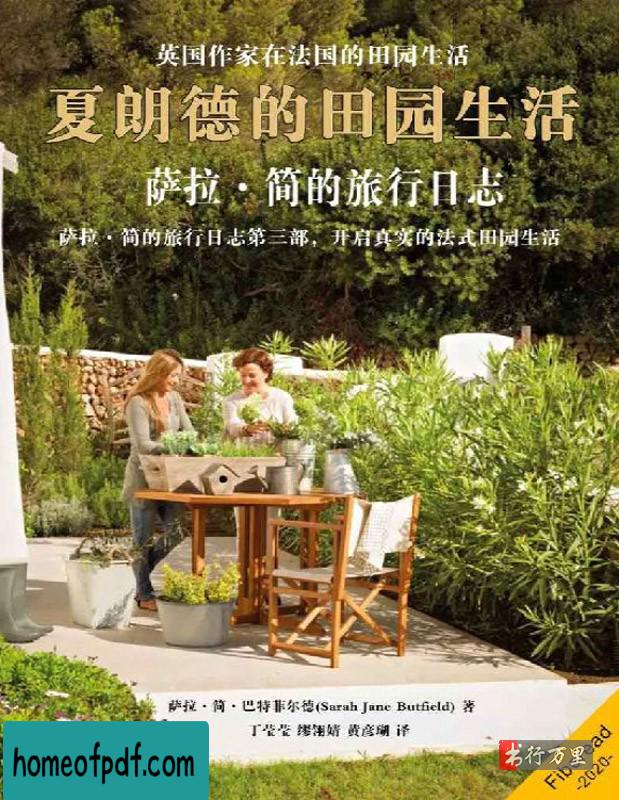 英国作家在法国的田园生活
夏朗德的田园生活
萨拉·简的旅行日志
萨拉·简的旅行日志第三部，开启真实的法式田园生活
萨拉·简·巴特菲尔德(Sarah Jane Butfield) 著
丁莹莹 缪翎婧 黄彦瑚 译
homeofpdf.com
书行万里
-2020-